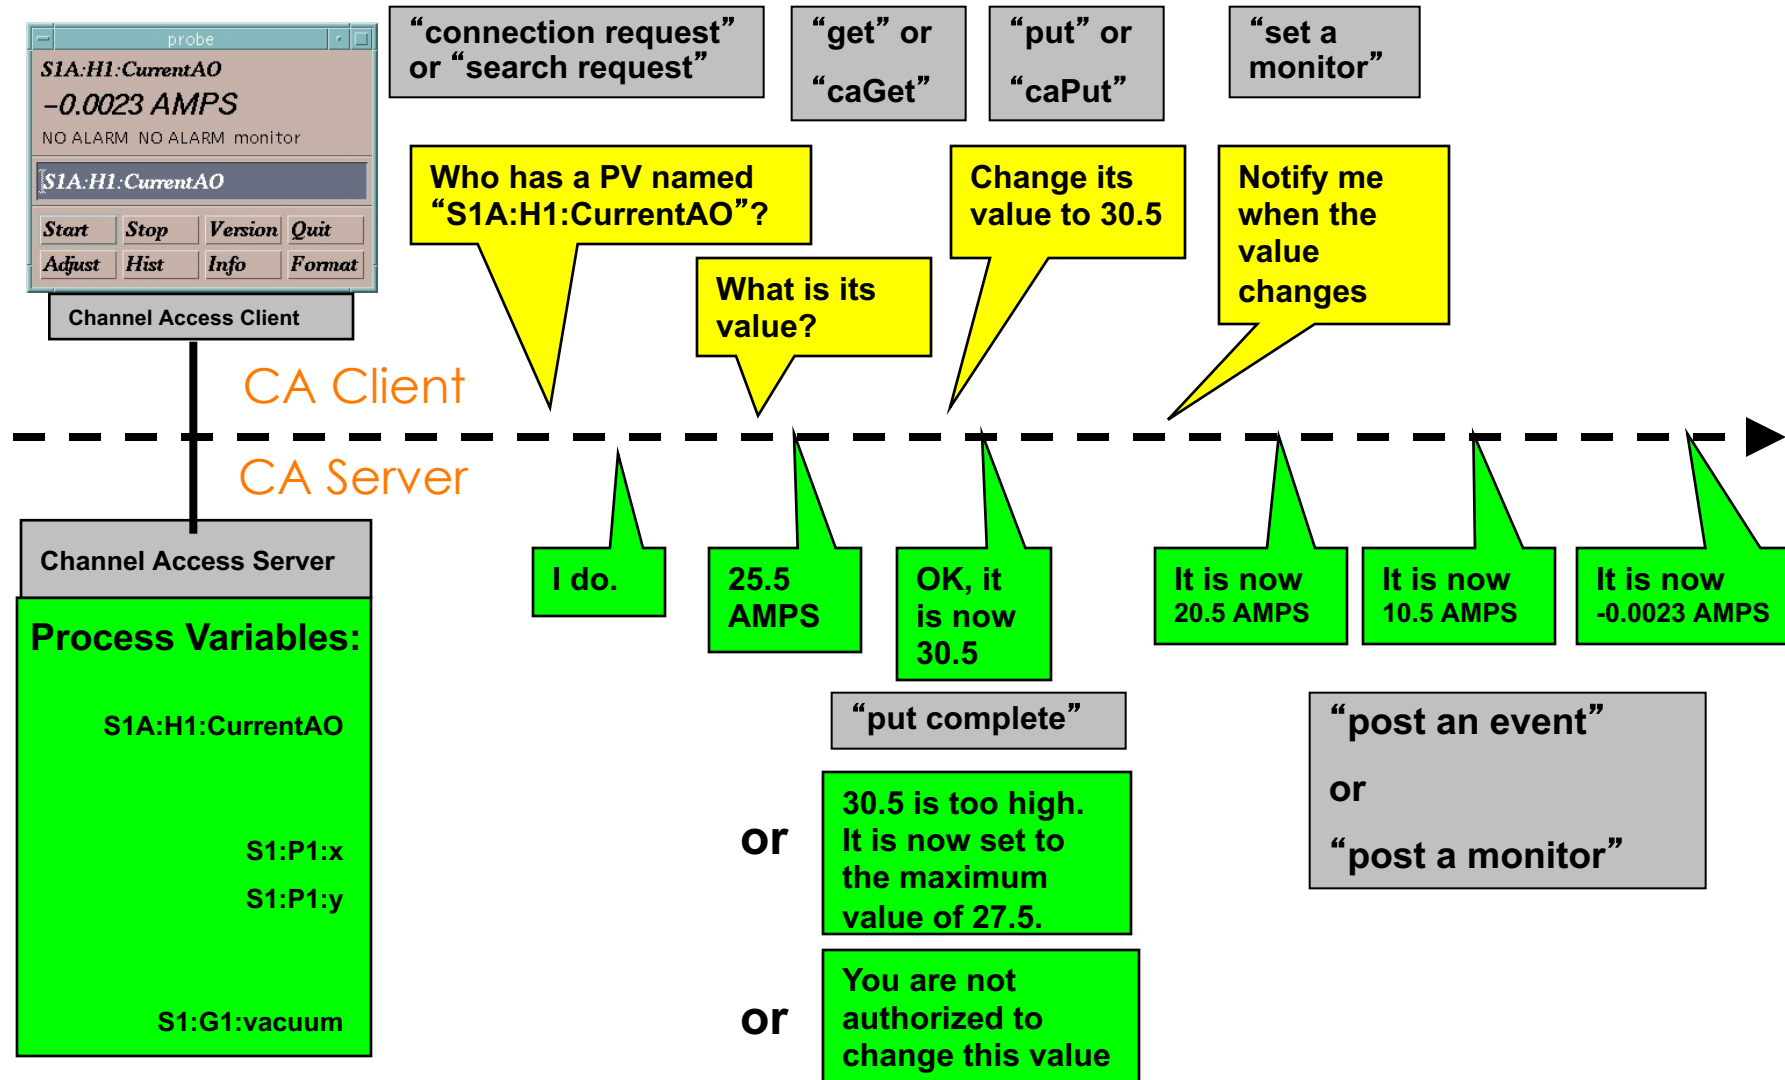 probe
S1A:H1:CurrentAO
-0.0023 AMPS
NO ALARM NO ALARM monitor
S1A:H1:CurrentAO
Start Stop Version Quit
Adjust Hist Info Format
Channel Access Client
“connection request”
or “search request”
“get” or
“caGet”
“put” or
“caPut”
“set a
monitor”
Who has a PV named
“S1A:H1:CurrentAO”?
What is its
value?
Change its
value to 30.5
Notify me
when the
value
changes
CA Client
CA Server
Channel Access Server
Process Variables:
S1A:H1:CurrentAO
S1:P1:x
S1:P1:y
S1:G1:vacuum
I do.
25.5
AMPS
OK, it
is now
30.5
“put complete”
or
30.5 is too high.
It is now set to
the maximum
value of 27.5.
or
You are not
authorized to
change this value
It is now
20.5 AMPS
It is now
10.5 AMPS
It is now
-0.0023 AMPS
“post an event”
or
“post a monitor”